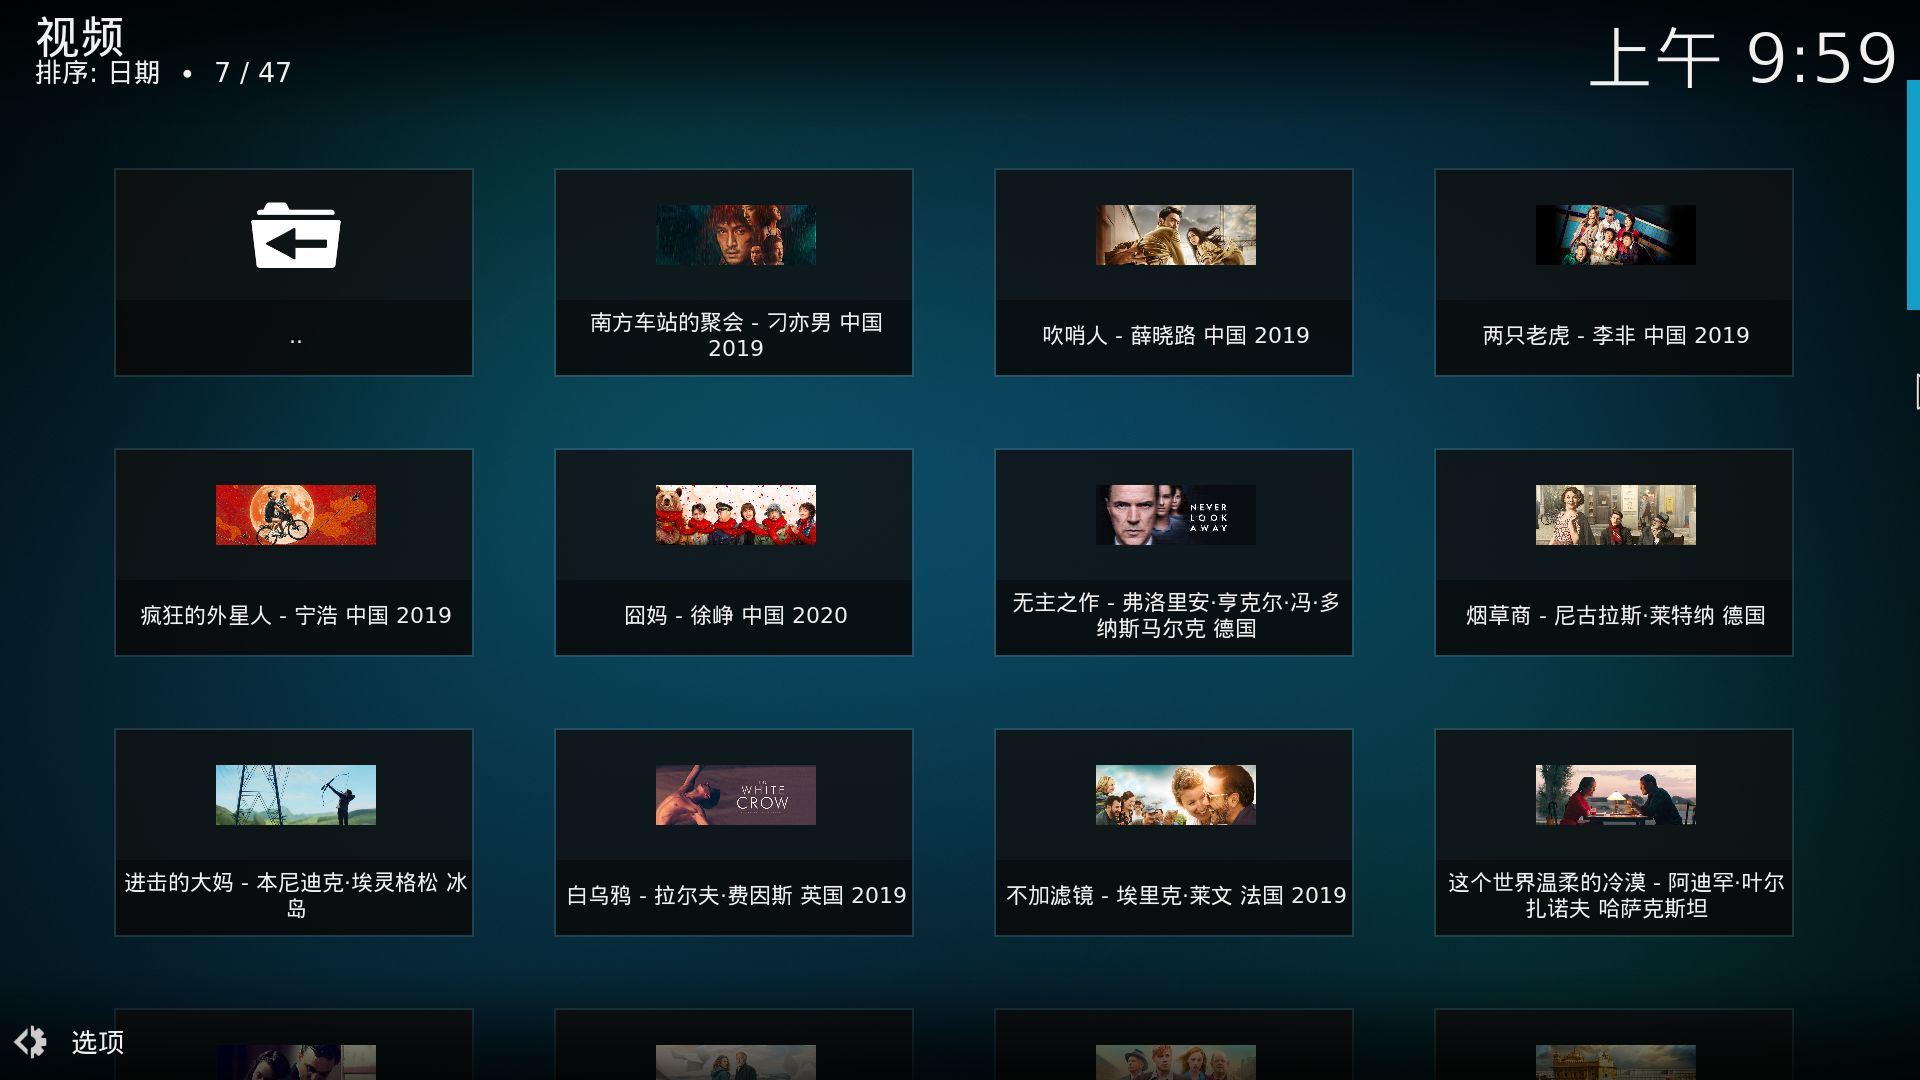 视频
排序: 日期 • 7 / 47
上午 9:59
..
南方车站的聚会 - 刁亦男 中国
2019
吹哨人 - 薛晓路 中国 2019
两只老虎 - 李非 中国 2019
疯狂的外星人 - 宁浩 中国 2019
囧妈 - 徐峥 中国 2020
NEVER
LOOK
AWAY
无主之作 - 弗洛里安·亨克尔·冯·多
纳斯马尔克 德国
烟草商 - 尼古拉斯·莱特纳 德国
进击的大妈 - 本尼迪克·埃灵格松 冰
岛
THE
WHITE
CROW
白乌鸦 - 拉尔夫·费因斯 英国 2019
不加滤镜 - 埃里克·莱文 法国 2019
这个世界温柔的冷漠 - 阿迪罕·叶尔
扎诺夫 哈萨克斯坦
选项